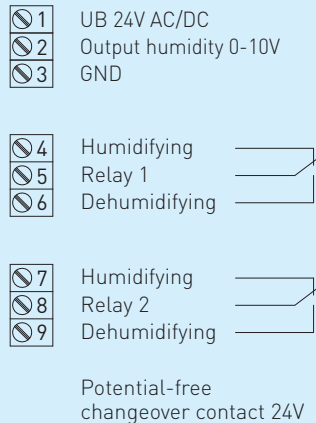 1 UB 24V AC/DC
2 Output humidity 0-10V
3 GND
4 Humidifying
5 Relay 1
6 Dehumidifying
7 Humidifying
8 Relay 2
9 Dehumidifying
Potential-free
changeover contact 24V